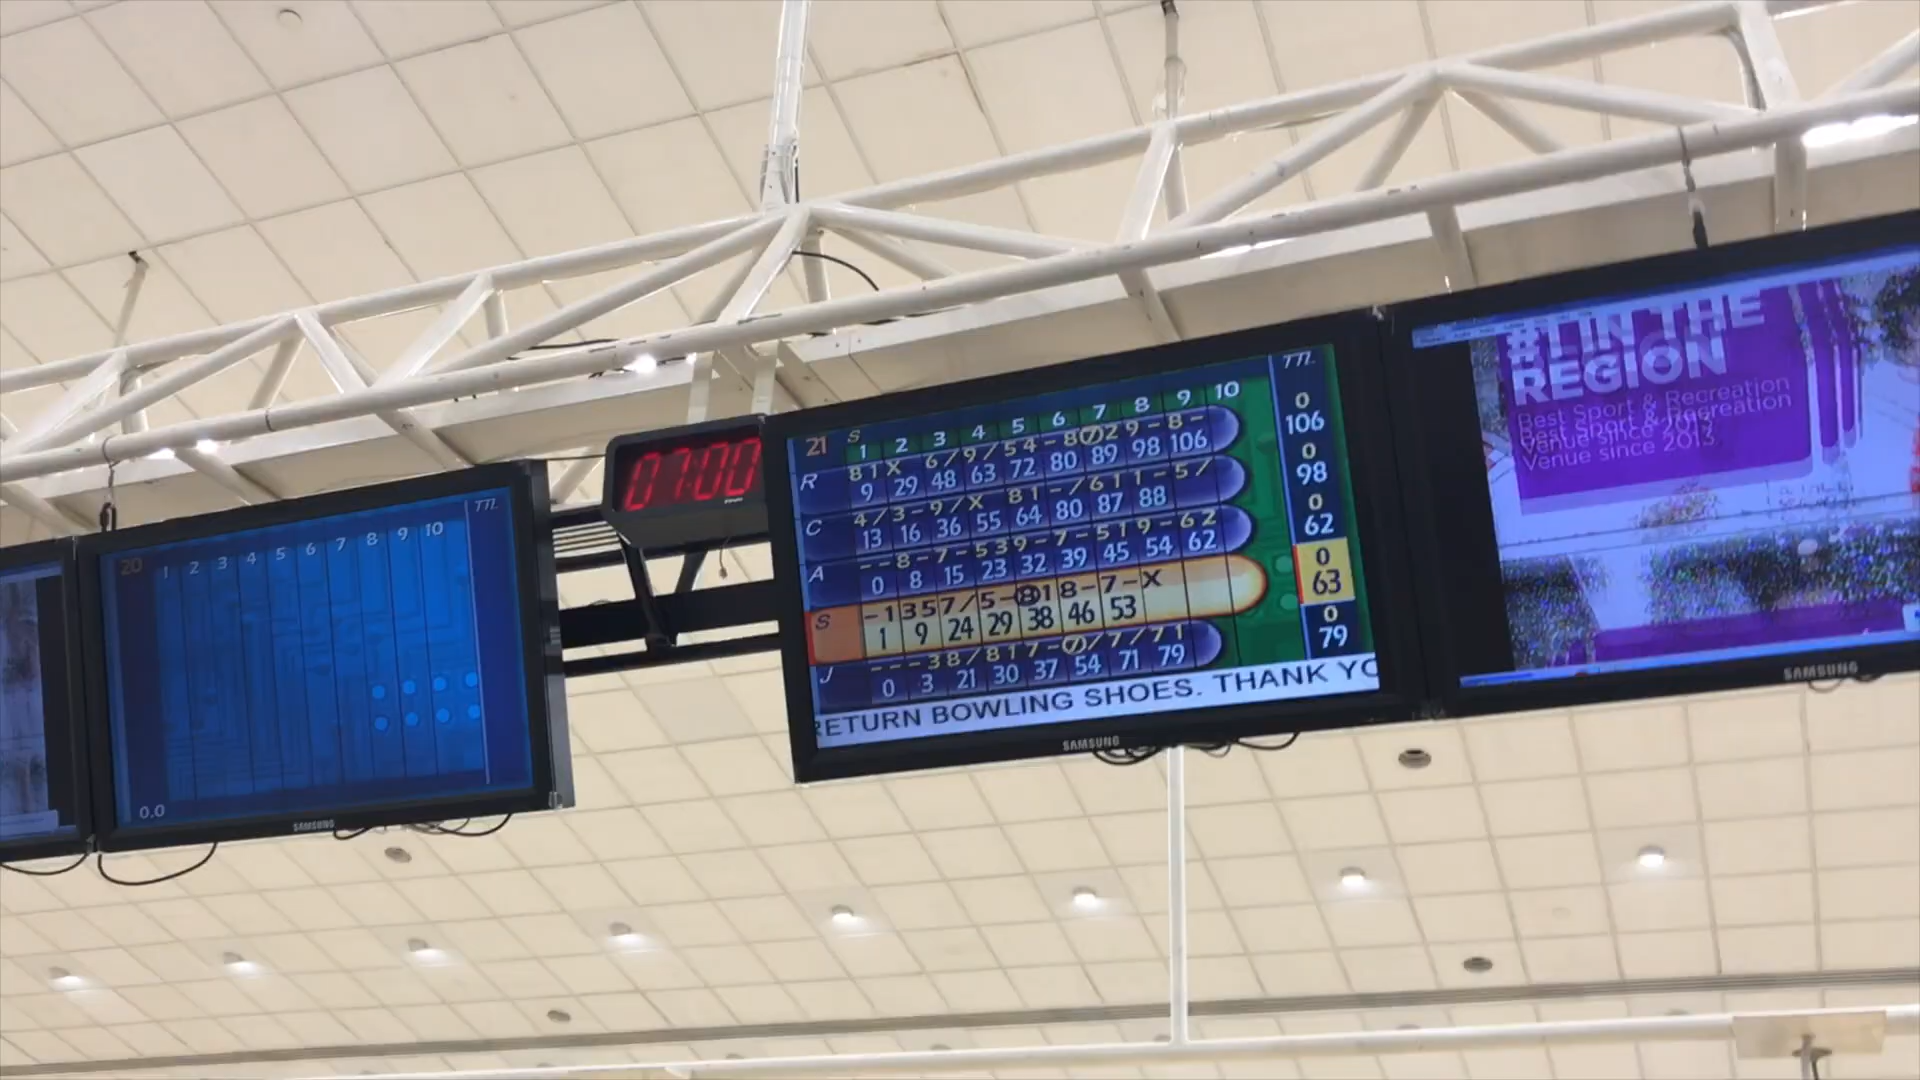 20 1 2 3 4 5 6 7 8 9 10 TTL
0.0
SAMSUNG
07:00
21 S 1 2 3 4 5 6 7 8 9 10 TTL
R 8 1 X 6 / 9 / 5 4 - 8 7 2 9 - 8 - 0
9 29 48 63 72 80 89 98 106 106
C 4 / 3 - 9 / X 8 1 - / 6 1 1 - 5 / 0
13 16 36 55 64 80 87 88 98
A - - 8 - 7 - 5 3 9 - 7 - 5 1 9 - 6 2 0
0 8 15 23 32 39 45 54 62 62
S - 1 3 5 7 / 5 - 8 1 8 - 7 - X 0
1 9 24 29 38 46 53 63
J - - - 3 8 / 8 1 7 - 7 / 7 / 7 1 0
0 3 21 30 37 54 71 79 79
RETURN BOWLING SHOES. THANK YO
SAMSUNG
#1 IN THE
REGION
Best Sport & Recreation
Venue since 2013
SAMSUNG